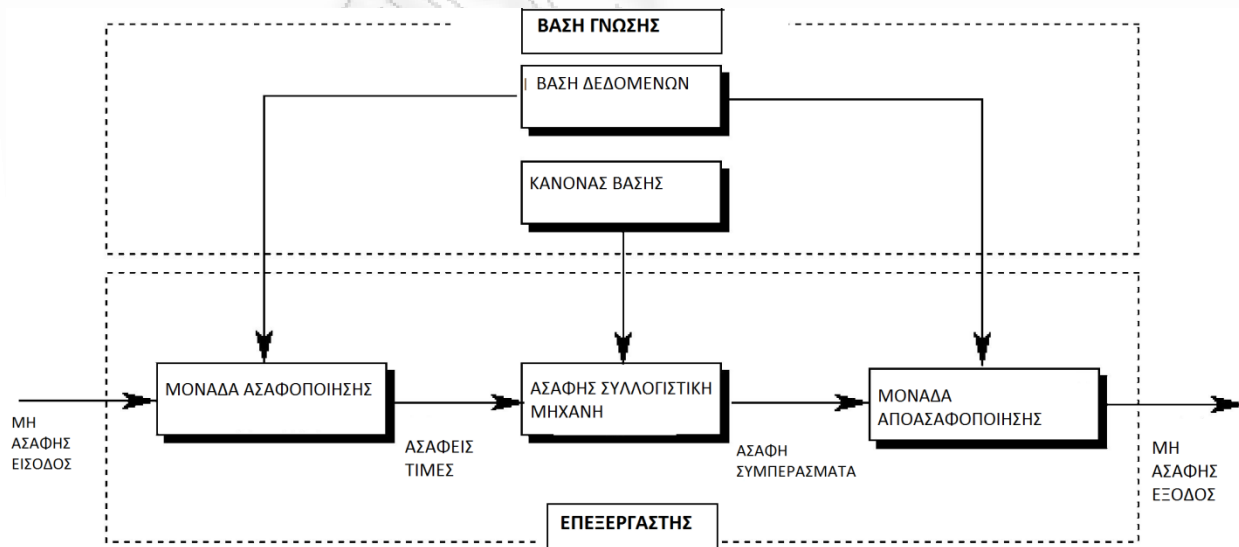 ΒΑΣΗ ΓΝΩΣΗΣ
ΒΑΣΗ ΔΕΔΟΜΕΝΩΝ
ΚΑΝΟΝΑΣ ΒΑΣΗΣ
ΜΟΝΑΔΑ ΑΣΑΦΟΠΟΙΗΣΗΣ
ΑΣΑΦΗΣ ΣΥΛΛΟΓΙΣΤΙΚΗ
ΜΗΧΑΝΗ
ΜΟΝΑΔΑ
ΑΠΟΑΣΑΦΟΠΟΙΗΣΗΣ
ΜΗ
ΑΣΑΦΗΣ
ΕΙΣΟΔΟΣ
ΑΣΑΦΕΙΣ
ΤΙΜΕΣ
ΑΣΑΦΗ
ΣΥΜΠΕΡΑΣΜΑΤΑ
ΜΗ
ΑΣΑΦΗΣ
ΕΞΟΔΟΣ
ΕΠΕΞΕΡΓΑΣΤΗΣ